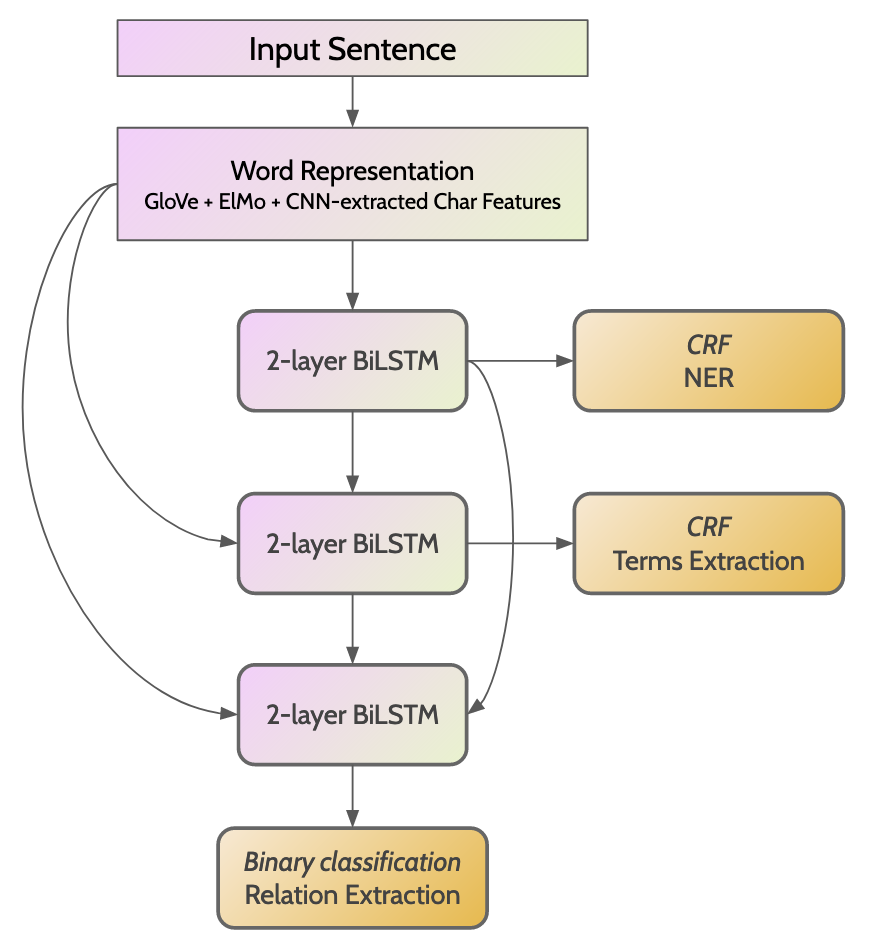 Input Sentence
Word Representation
GloVe + ElMo + CNN-extracted Char Features
2-layer BiLSTM
CRF
NER
2-layer BiLSTM
CRF
Terms Extraction
2-layer BiLSTM
Binary classification
Relation Extraction